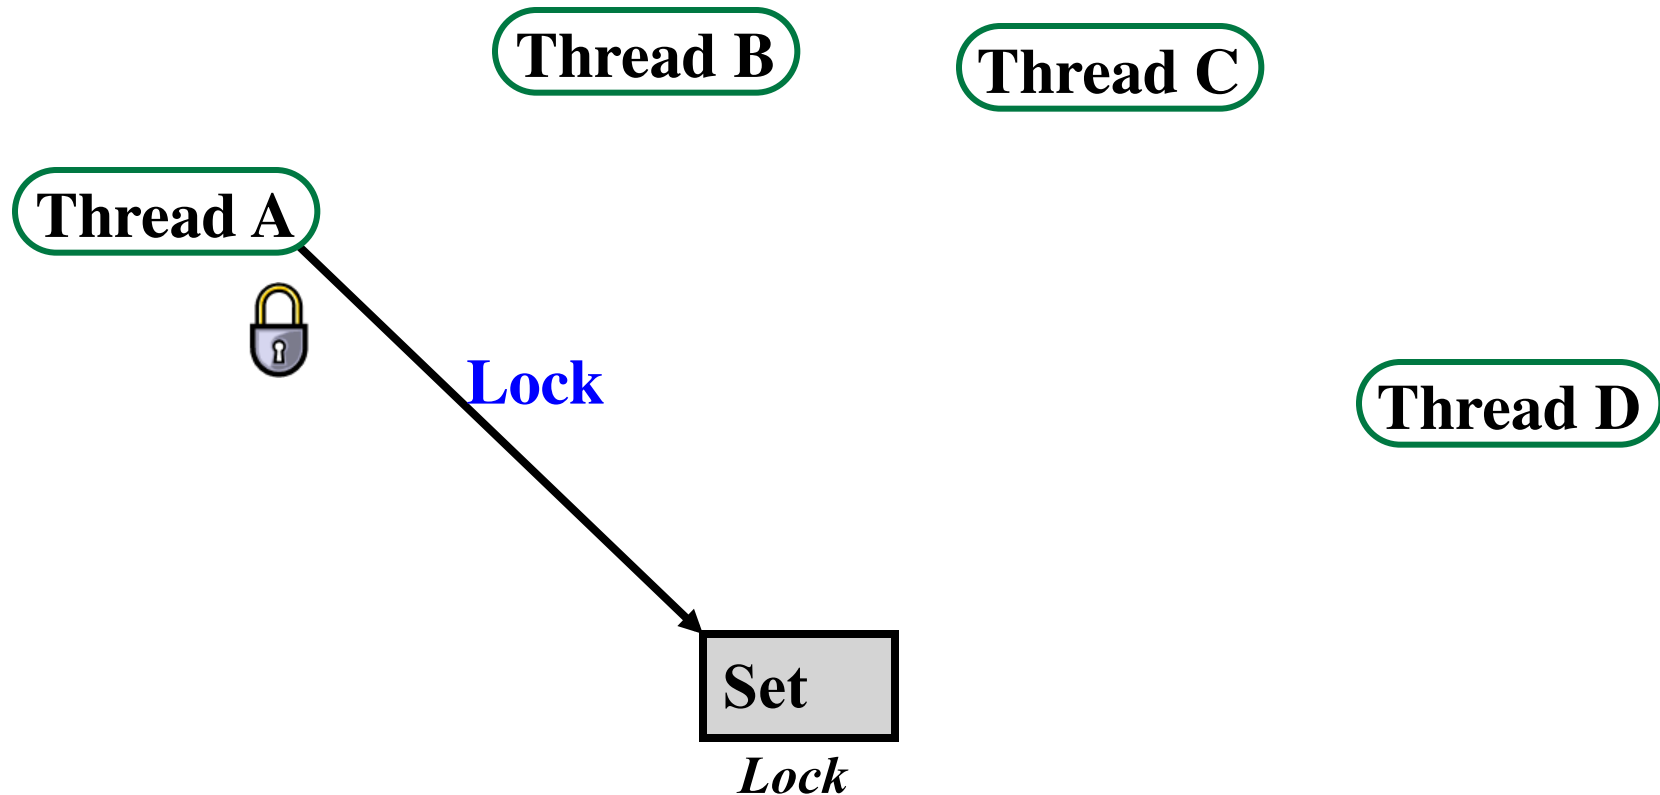 Thread B
Thread C
Thread A
Lock
Thread D
Set
Lock